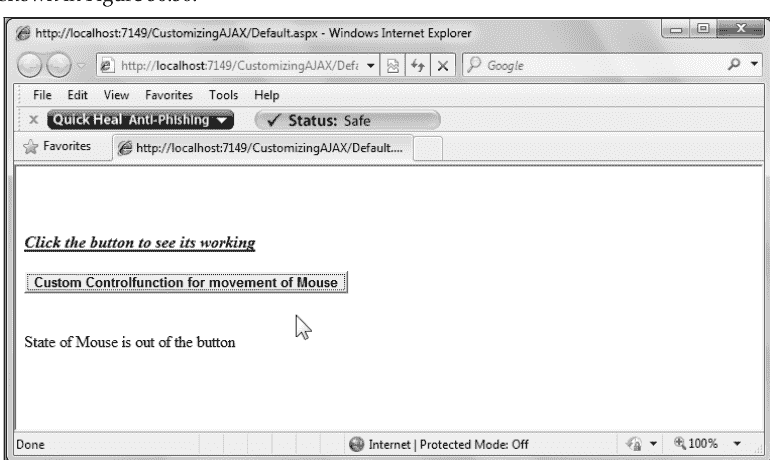 http://localhost:7149/CustomizingAJAX/Default.aspx - Windows Internet Explorer
http://localhost:7149/CustomizingAJAX/Defa
Google
File Edit View Favorites Tools Help
Quick Heal Anti-Phishing
Status: Safe
Favorites
http://localhost:7149/CustomizingAJAX/Default....
Click the button to see its working
Custom Controlfunction for movement of Mouse
State of Mouse is out of the button
Done
Internet | Protected Mode: Off
100%